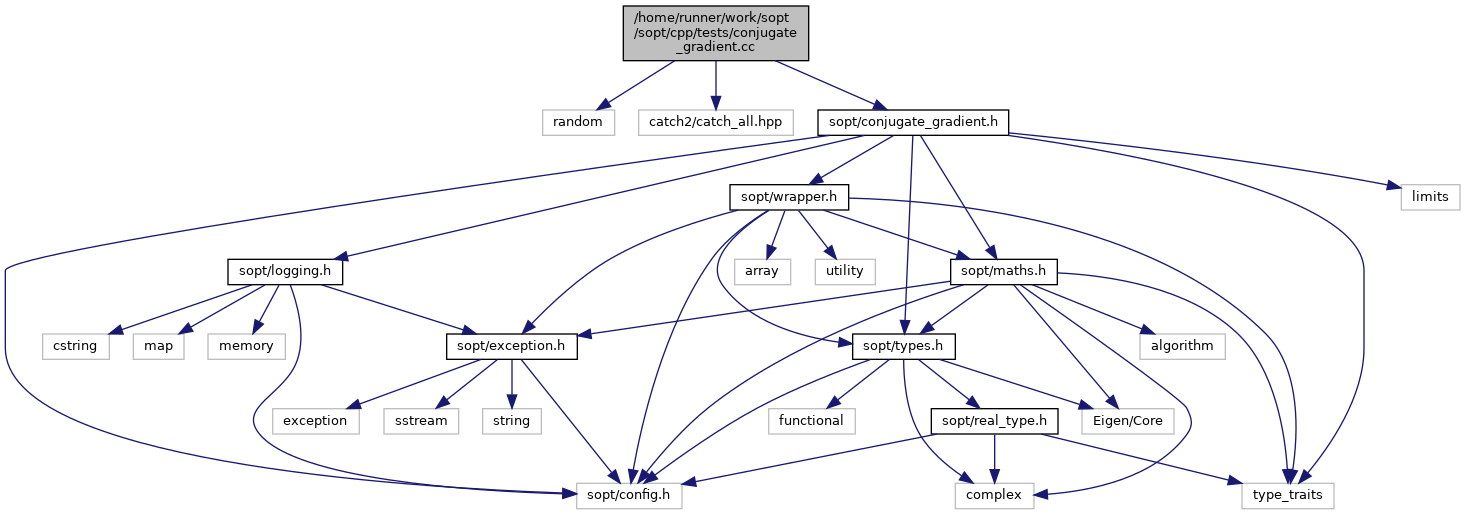 /home/runner/work/sopt
/sopt/cpp/tests/conjugate
_gradient.cc
random
catch2/catch_all.hpp
sopt/conjugate_gradient.h
sopt/wrapper.h
limits
sopt/logging.h
array
utility
sopt/maths.h
cstring
map
memory
sopt/exception.h
sopt/types.h
algorithm
exception
sstream
string
functional
sopt/real_type.h
Eigen/Core
sopt/config.h
complex
type_traits